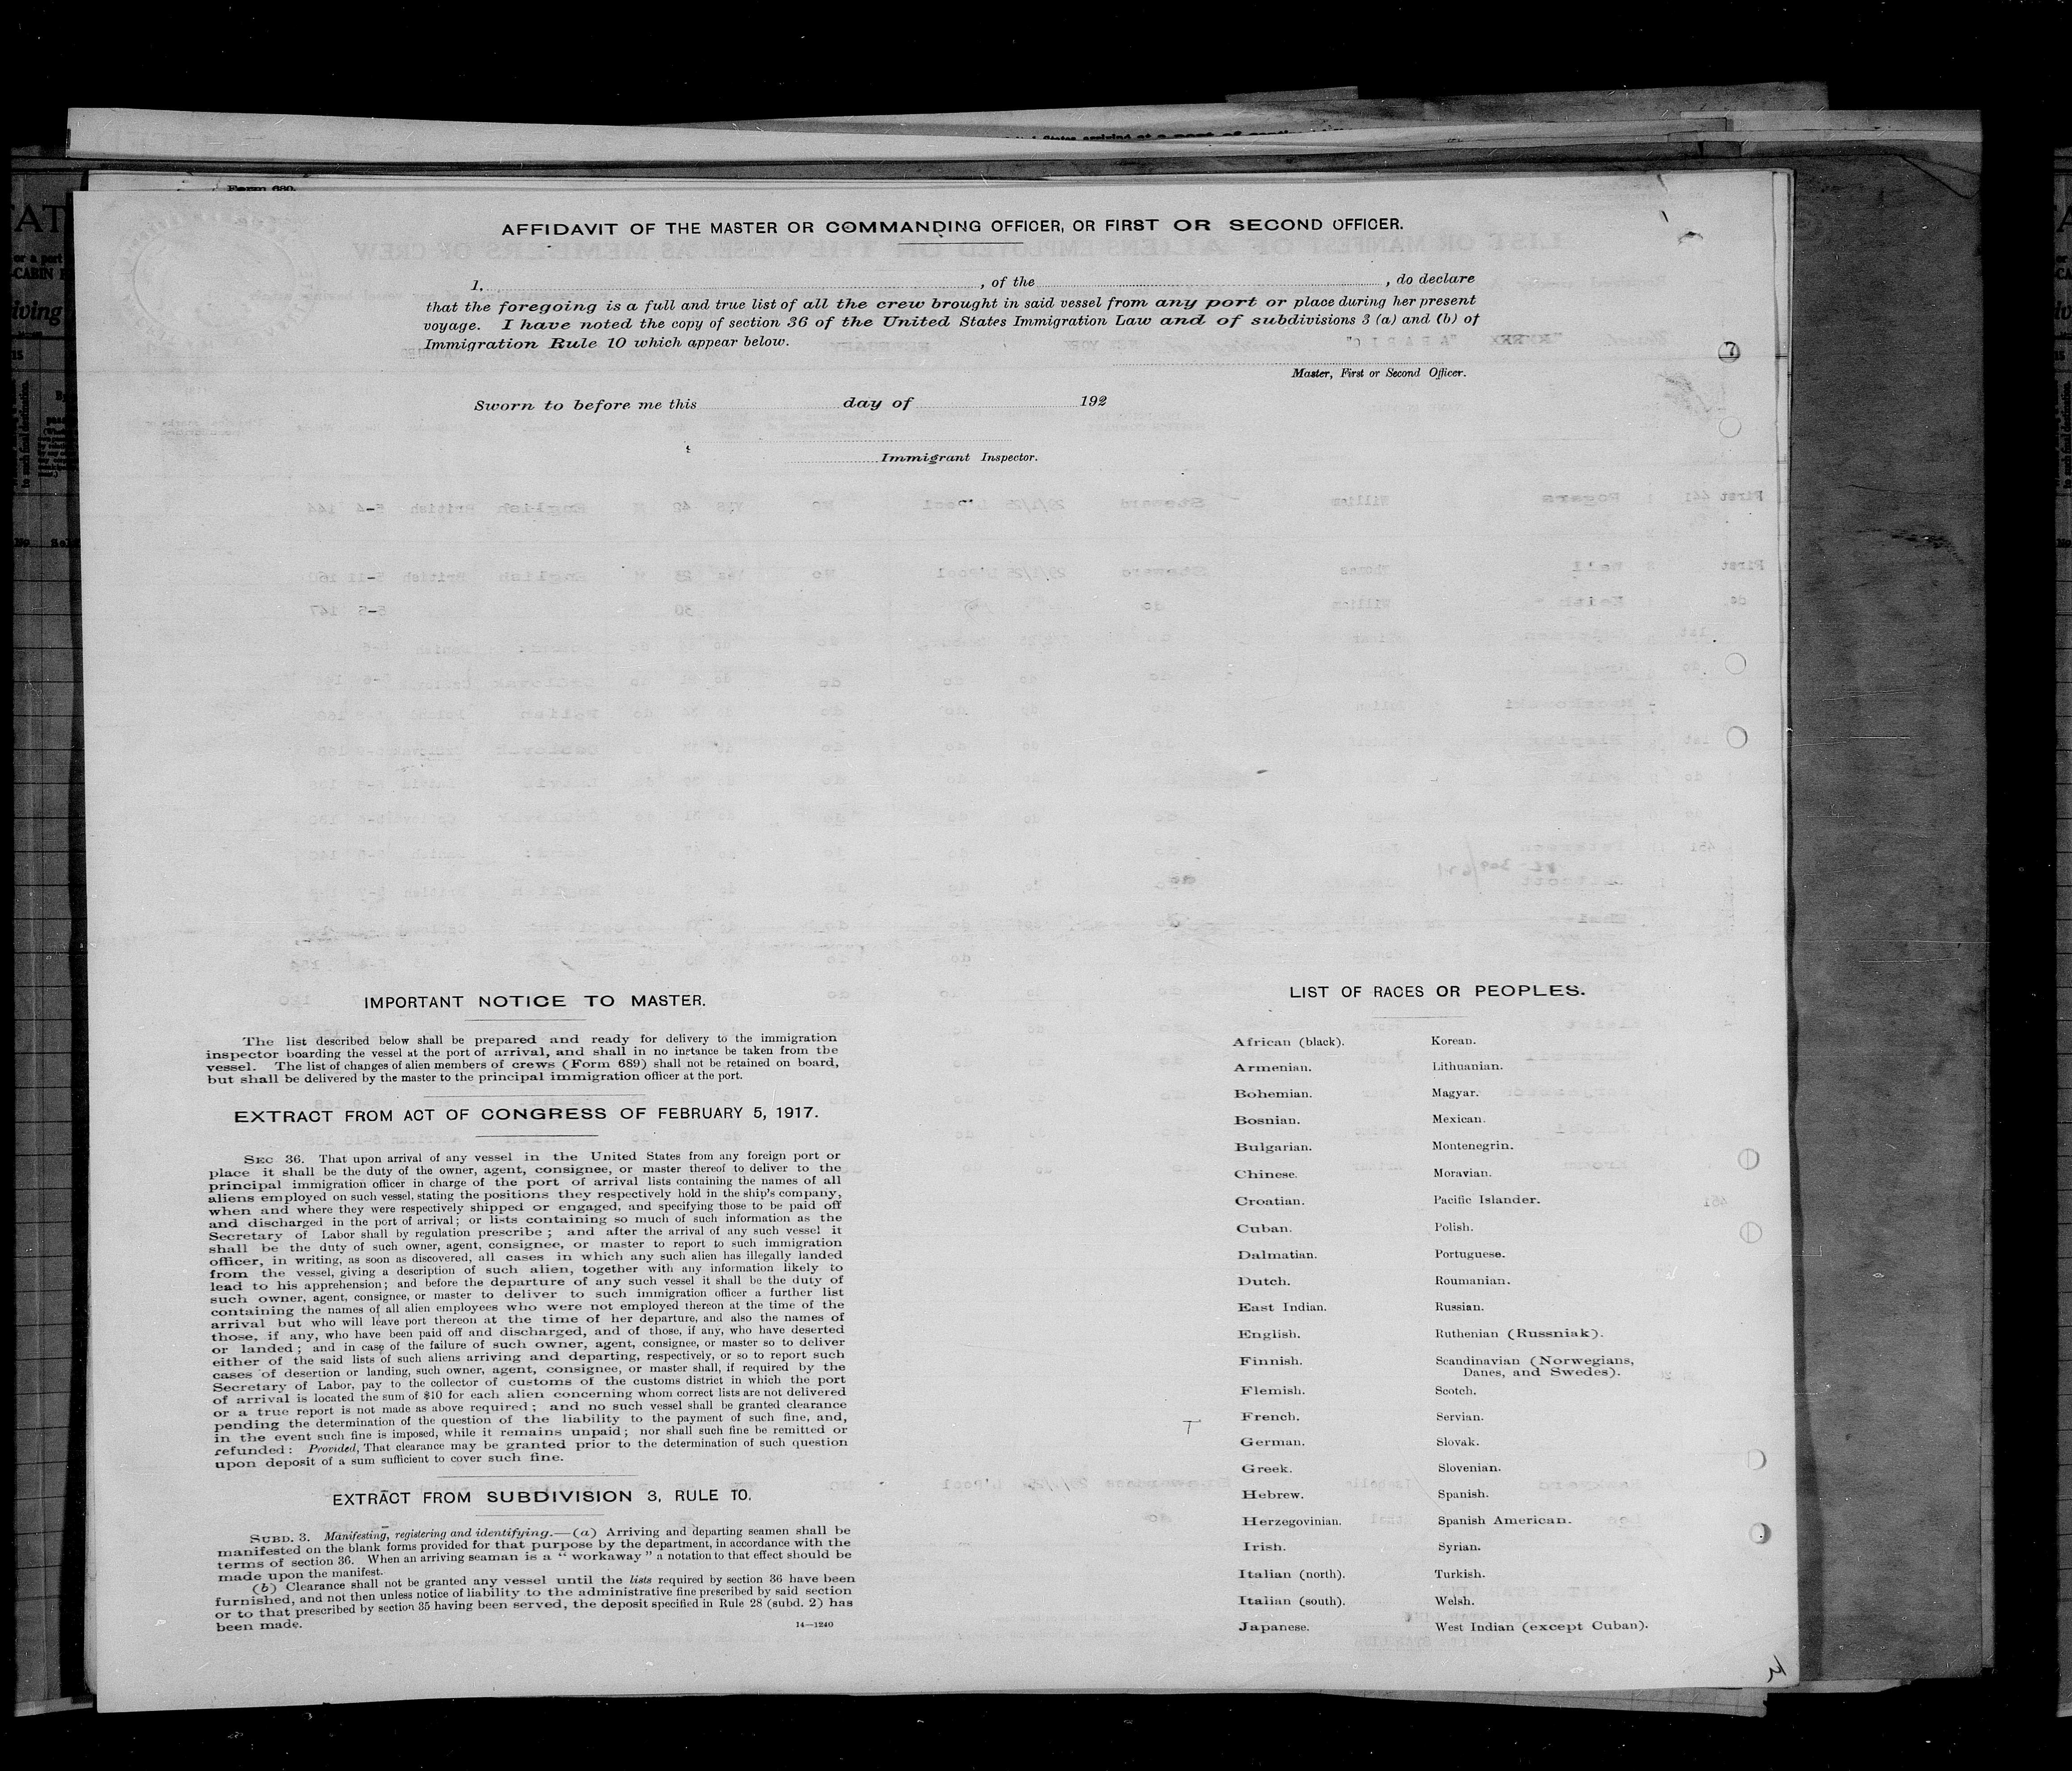 Form 689.
AFFIDAVIT OF THE MASTER OR COMMANDING OFFICER, OR FIRST OR SECOND OFFICER.
I, , of the , do declare
that the foregoing is a full and true list of all the crew brought in said vessel from any port or place during her present
voyage. I have noted the copy of section 36 of the United States Immigration Law and of subdivisions 3 (a) and (b) of
Immigration Rule 10 which appear below.
Master, First or Second Officer.
Sworn to before me this day of 192
Immigrant Inspector.
7
IMPORTANT NOTICE TO MASTER.
The list described below shall be prepared and ready for delivery to the immigration
inspector boarding the vessel at the port of arrival, and shall in no instance be taken from the
vessel. The list of changes of alien members of crews (Form 689) shall not be retained on board,
but shall be delivered by the master to the principal immigration officer at the port.
EXTRACT FROM ACT OF CONGRESS OF FEBRUARY 5, 1917.
SEC 36. That upon arrival of any vessel in the United States from any foreign port or
place it shall be the duty of the owner, agent, consignee, or master thereof to deliver to the
principal immigration officer in charge of the port of arrival lists containing the names of all
aliens employed on such vessel, stating the positions they respectively hold in the ship's company,
when and where they were respectively shipped or engaged, and specifying those to be paid off
and discharged in the port of arrival; or lists containing so much of such information as the
Secretary of Labor shall by regulation prescribe; and after the arrival of any such vessel it
shall be the duty of such owner, agent, consignee, or master to report to such immigration
officer, in writing, as soon as discovered, all cases in which any such alien has illegally landed
from the vessel, giving a description of such alien, together with any information likely to
lead to his apprehension; and before the departure of any such vessel it shall be the duty of
such owner, agent, consignee, or master to deliver to such immigration officer a further list
containing the names of all alien employees who were not employed thereon at the time of the
arrival but who will leave port thereon at the time of her departure, and also the names of
those, if any, who have been paid off and discharged, and of those, if any, who have deserted
or landed; and in case of the failure of such owner, agent, consignee, or master so to deliver
either of the said lists of such aliens arriving and departing, respectively, or so to report such
cases of desertion or landing, such owner, agent, consignee, or master shall, if required by the
Secretary of Labor, pay to the collector of customs of the customs district in which the port
of arrival is located the sum of $10 for each alien concerning whom correct lists are not delivered
or a true report is not made as above required; and no such vessel shall be granted clearance
pending the determination of the question of the liability to the payment of such fine, and,
in the event such fine is imposed, while it remains unpaid; nor shall such fine be remitted or
refunded: Provided, That clearance may be granted prior to the determination of such question
upon deposit of a sum sufficient to cover such fine.
EXTRACT FROM SUBDIVISION 3, RULE 10.
SUBD. 3. Manifesting, registering and identifying.—(a) Arriving and departing seamen shall be
manifested on the blank forms provided for that purpose by the department, in accordance with the
terms of section 36. When an arriving seaman is a "workaway" a notation to that effect should be
made upon the manifest.
(b) Clearance shall not be granted any vessel until the lists required by section 36 have been
furnished, and not then unless notice of liability to the administrative fine prescribed by said section
or to that prescribed by section 35 having been served, the deposit specified in Rule 28 (subd. 2) has
been made. 14—1240
LIST OF RACES OR PEOPLES.
African (black). Korean.
Armenian. Lithuanian.
Bohemian. Magyar.
Bosnian. Mexican.
Bulgarian. Montenegrin.
Chinese. Moravian.
Croatian. Pacific Islander.
Cuban. Polish.
Dalmatian. Portuguese.
Dutch. Roumanian.
East Indian. Russian.
English. Ruthenian (Russniak).
Finnish. Scandinavian (Norwegians,
Danes, and Swedes).
Flemish. Scotch.
French. Servian.
German. Slovak.
Greek. Slovenian.
Hebrew. Spanish.
Herzegovinian. Spanish American.
Irish. Syrian.
Italian (north). Turkish.
Italian (south). Welsh.
Japanese. West Indian (except Cuban).